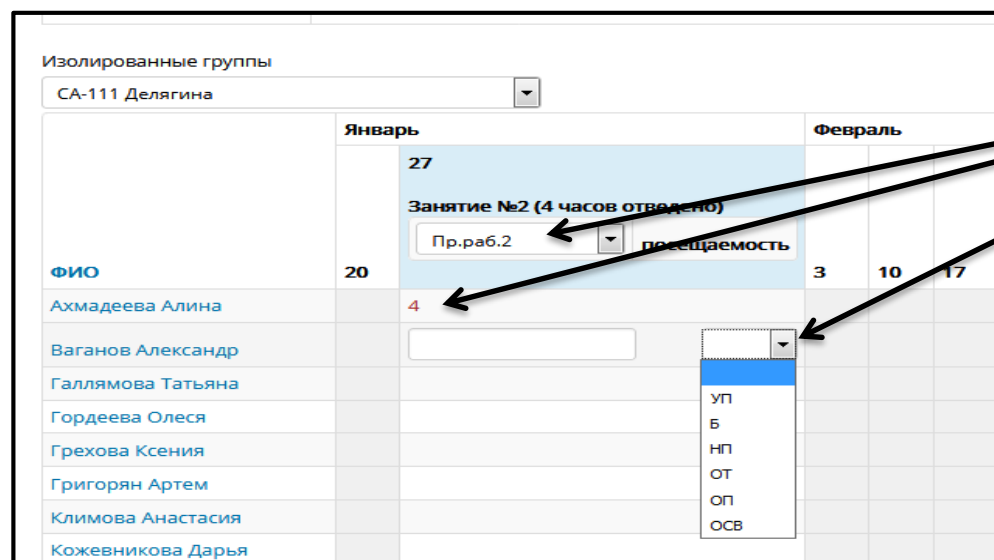 Изолированные группы
СА-111 Делягина
Январь Февраль
27
Занятие №2 (4 часов отведено)
Пр.раб.2 посещаемость
ФИО 20 3 10 17
Ахмадеева Алина 4
Ваганов Александр
Галлямова Татьяна
УП
Гордеева Олеся
Б
Грехова Ксения
НП
Григорян Артем
ОТ
ОП
Климова Анастасия
ОСВ
Кожевникова Дарья